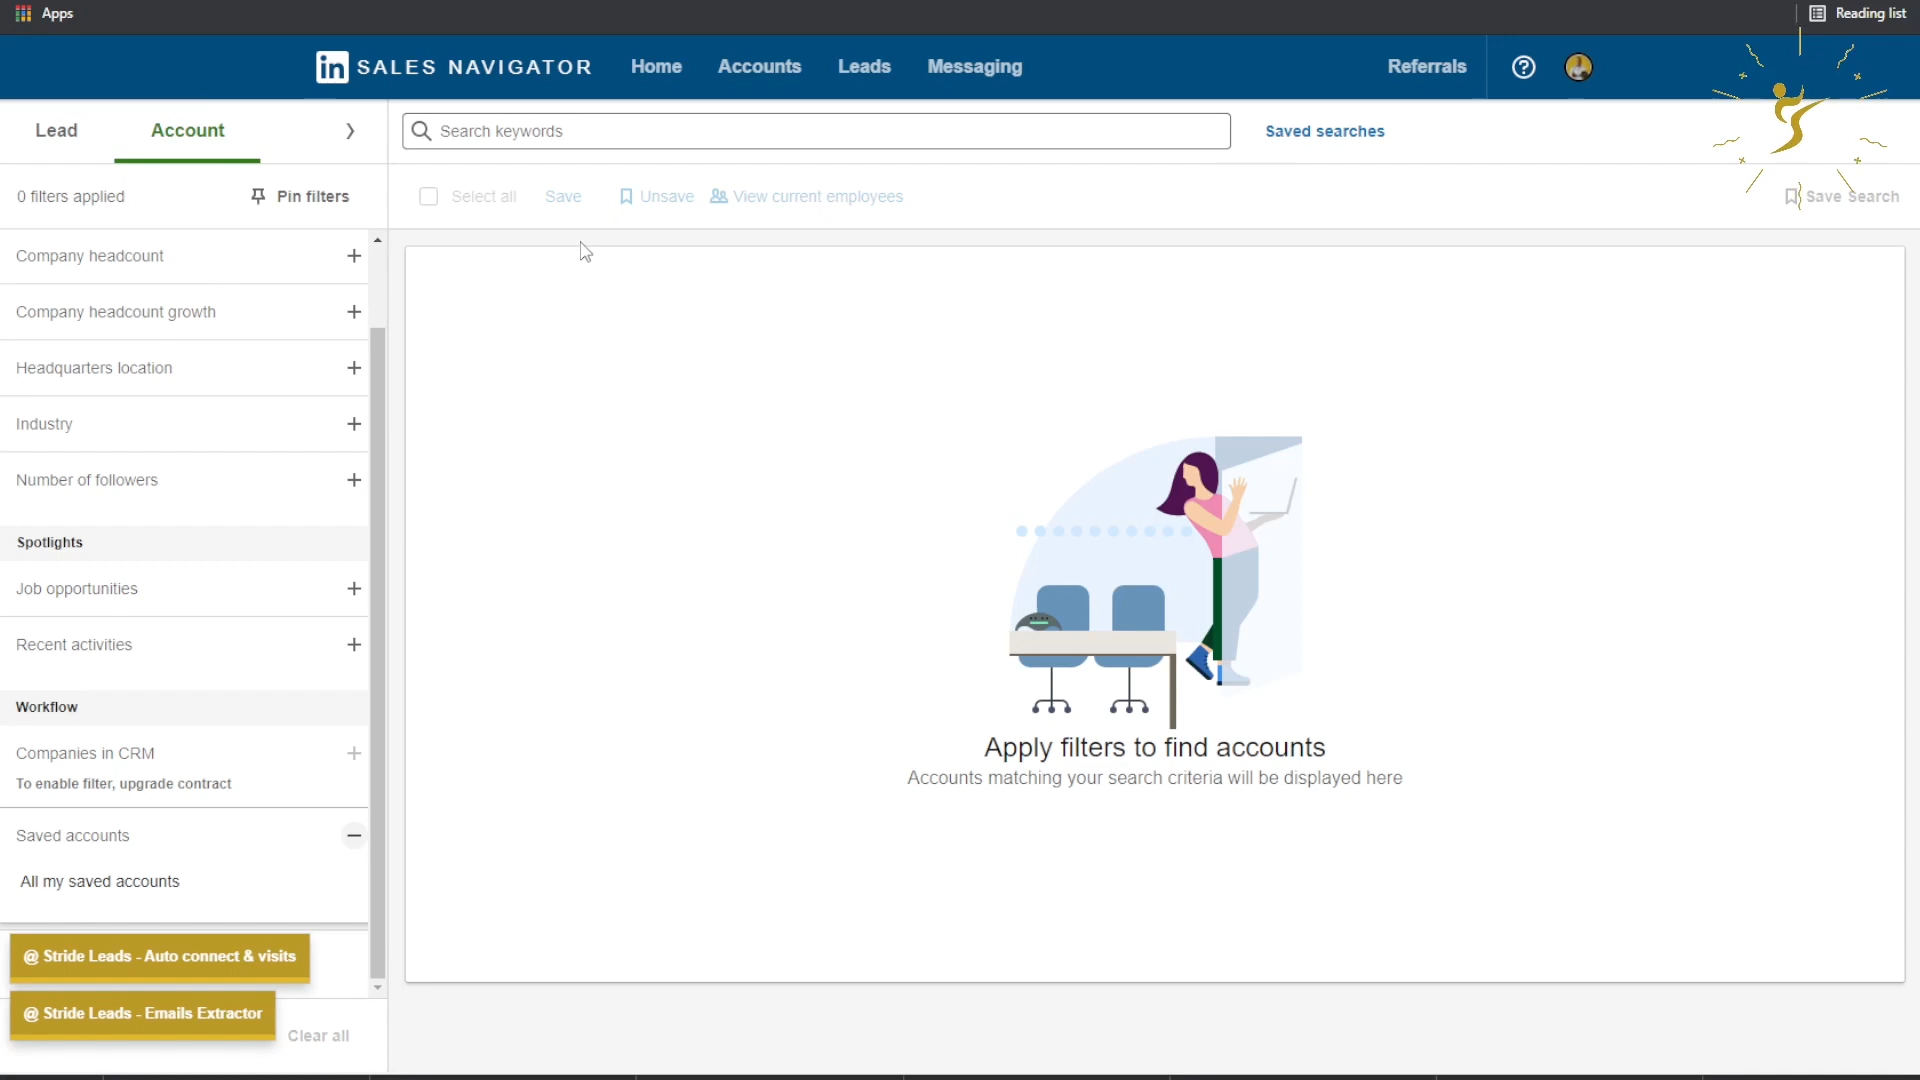 Apps
Reading list
in SALES NAVIGATOR
Home
Accounts
Leads
Messaging
Referrals
Lead
Account
Search keywords
Saved searches
0 filters applied
Pin filters
Select all
Save
Unsave
View current employees
Save Search
Company headcount
Company headcount growth
Headquarters location
Industry
Number of followers
Spotlights
Job opportunities
Recent activities
Workflow
Companies in CRM
To enable filter, upgrade contract
Saved accounts
All my saved accounts
@ Stride Leads - Auto connect & visits
@ Stride Leads - Emails Extractor
Clear all
Apply filters to find accounts
Accounts matching your search criteria will be displayed here